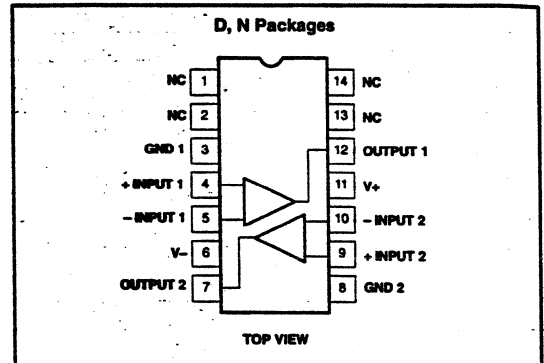 D, N Packages
NC 1 14 NC
NC 2 13 NC
GND 1 3 12 OUTPUT 1
+ INPUT 1 4 11 V+
– INPUT 1 5 10 – INPUT 2
V– 6 9 + INPUT 2
OUTPUT 2 7 8 GND 2
TOP VIEW